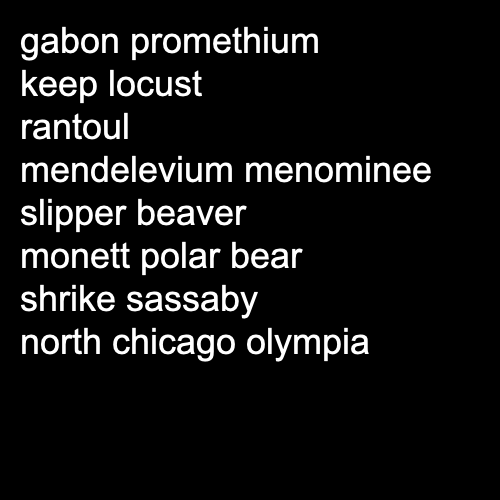 gabon promethium
keep locust
rantoul
mendelevium menominee
slipper beaver
monett polar bear
shrike sassaby
north chicago olympia